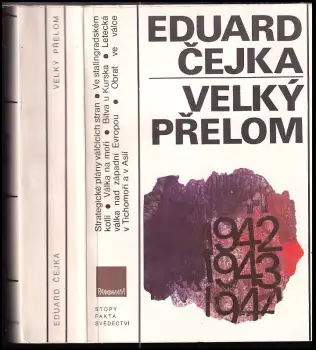 VELKÝ PŘELOM
EDUARD ČEJKA
Strategické plány válčících stran • Ve stalingradském
kotli • Válka na moři • Bitva u Kurska • Letecká
válka nad západní Evropou • Obrat ve válce
v Tichomoří a v Asii
STOPY
FAKTA
SVĚDECTVÍ
EDUARD
ČEJKA
VELKÝ
PŘELOM
1942
1943
1944